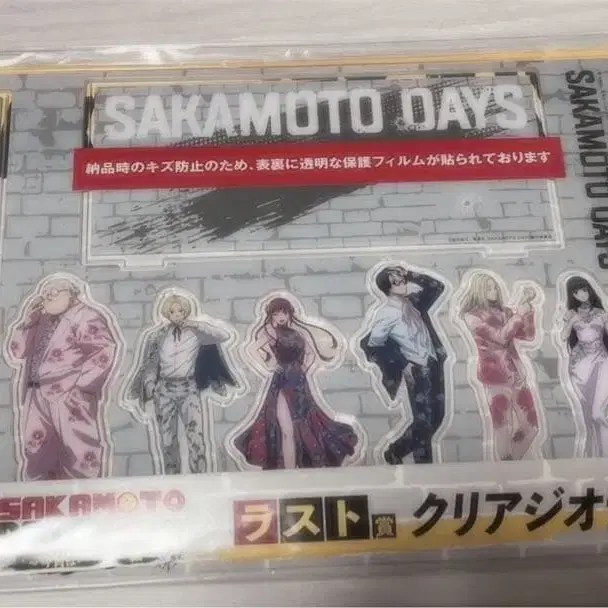 SAKAMOTO DAYS
納品時のキズ防止のため、表裏に透明な保護フィルムが貼られております
SAKAMOTO DAYS
SAKAMOTO
ラスト賞 クリアジオ